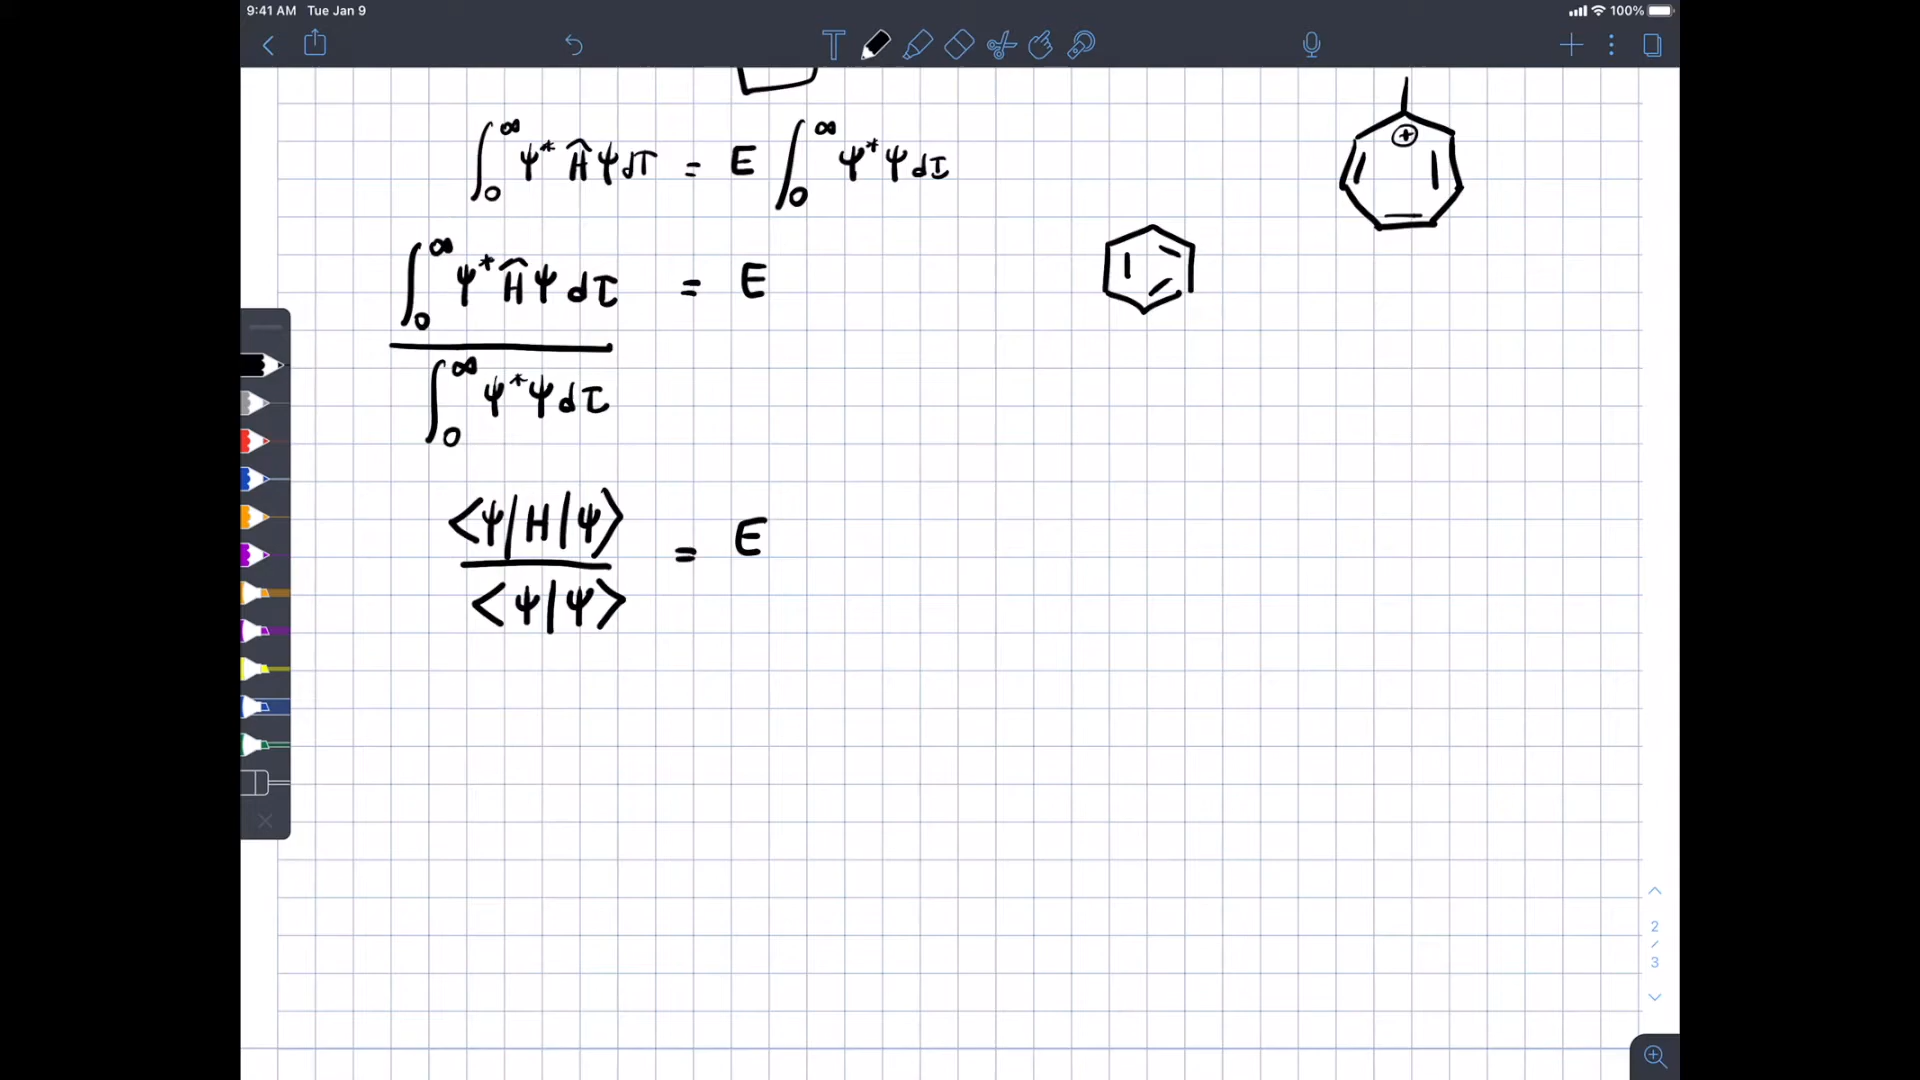 9:41 AM Tue Jan 9 100%
T
∫₀^∞ ψ* Ĥ ψ dτ = E ∫₀^∞ ψ* ψ dτ
∫₀^∞ ψ* Ĥ ψ dτ = E
∫₀^∞ ψ* ψ dτ
<ψ|H|ψ> = E
<ψ|ψ>
+
2
/
3